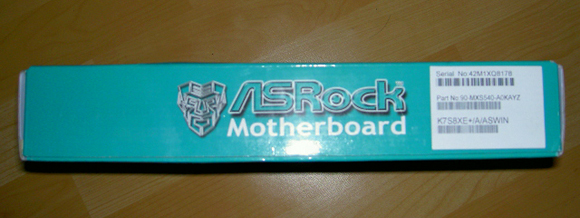 ASRock
Motherboard
Serial No:42M1XQ8178
Part No:90-MXS540-A0KAYZ
K7S8XE+/A/ASWIN